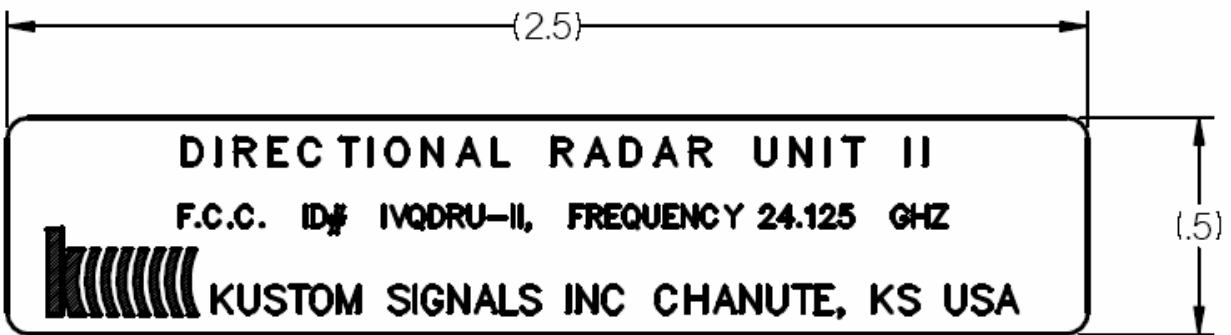 (2.5)
DIRECTIONAL RADAR UNIT II
F.C.C. ID# IVQDRU-II, FREQUENCY 24.125 GHZ
(.5)
KUSTOM SIGNALS INC CHANUTE, KS USA